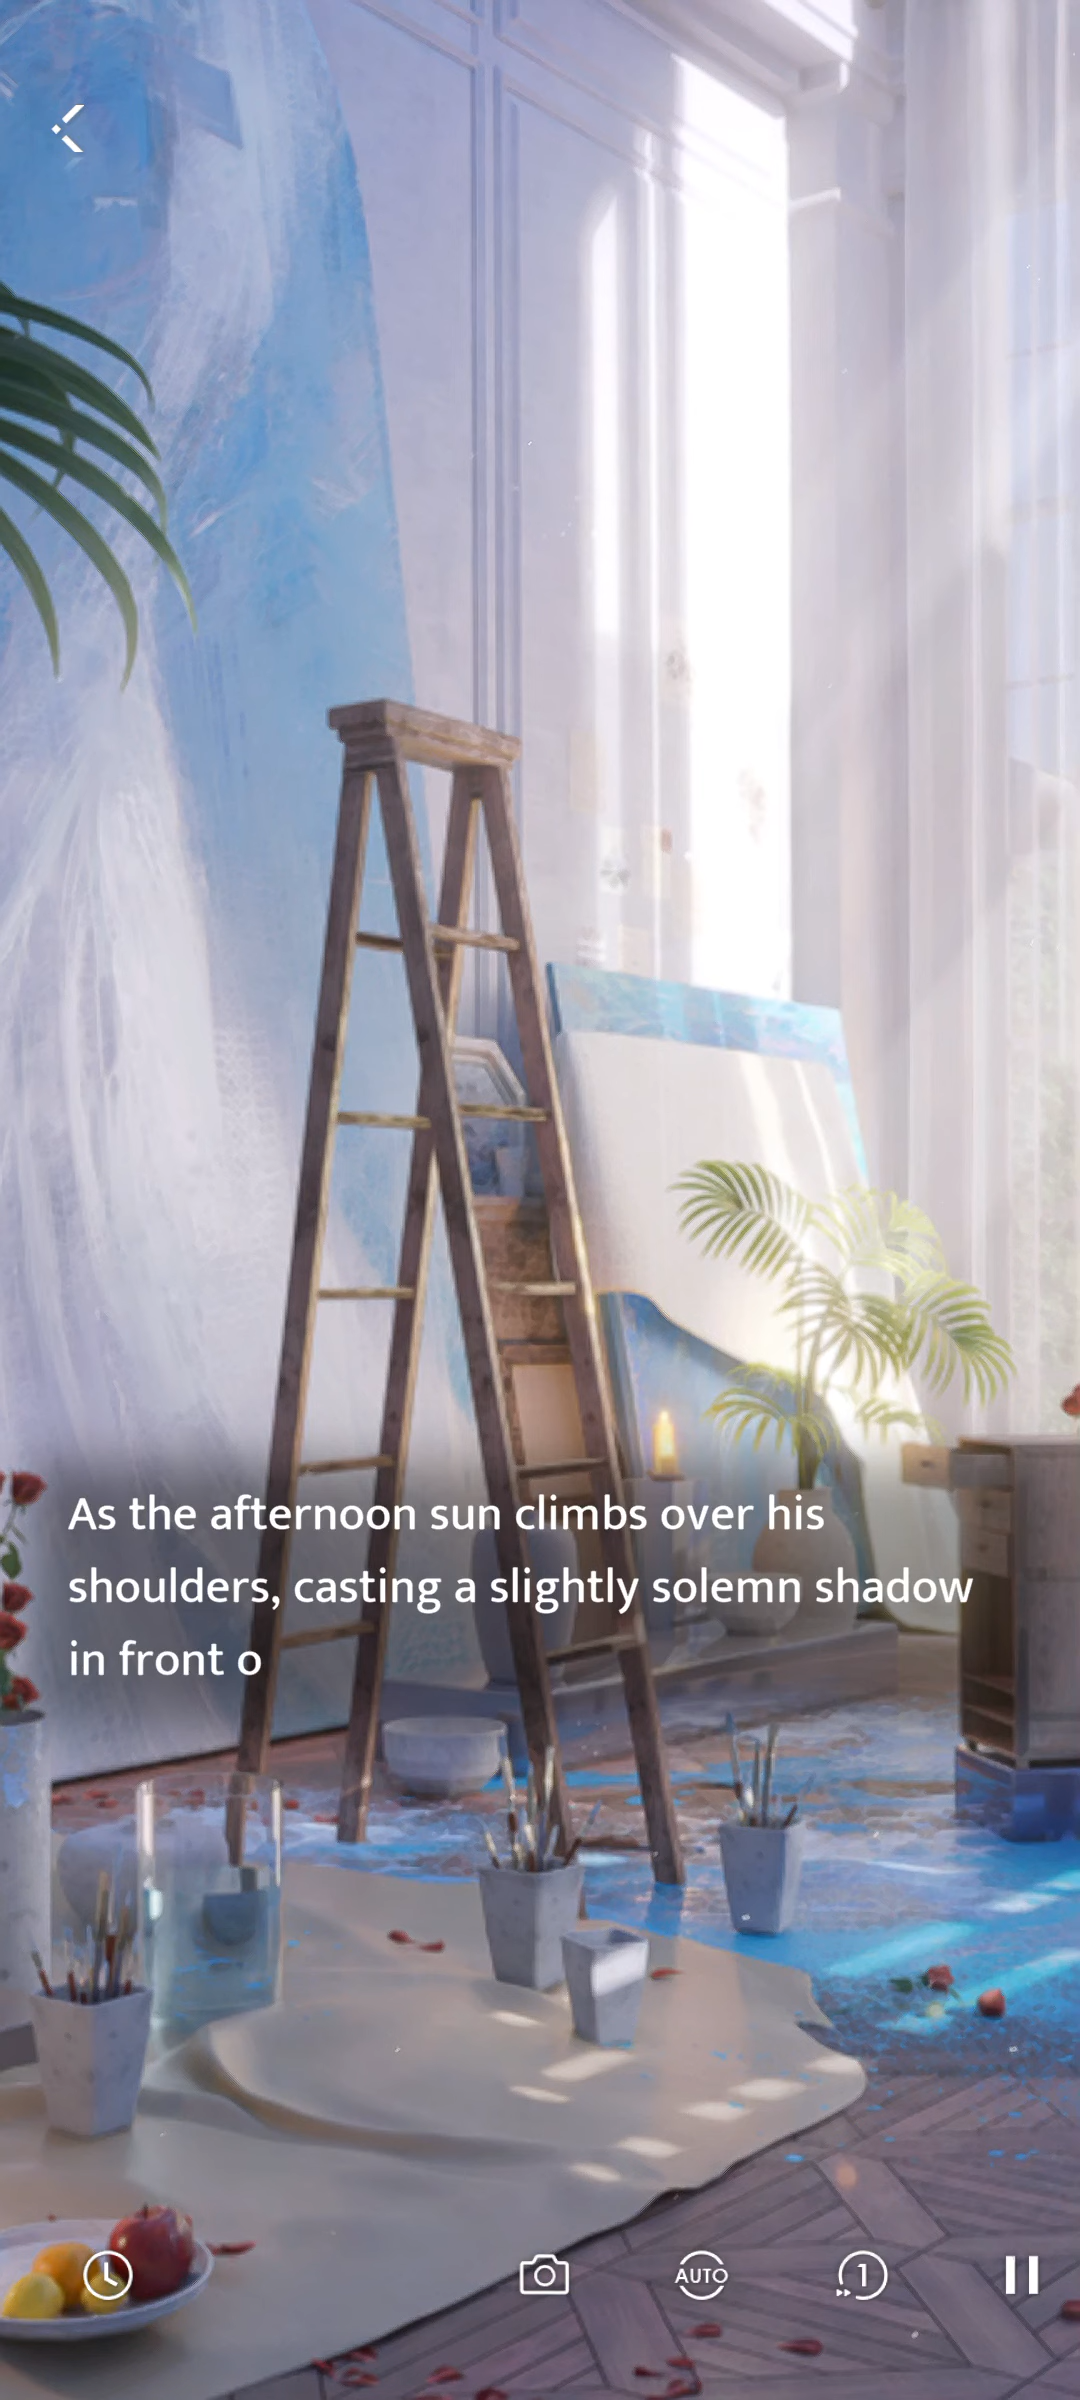 As the afternoon sun climbs over his
shoulders, casting a slightly solemn shadow
in front o
AUTO
1